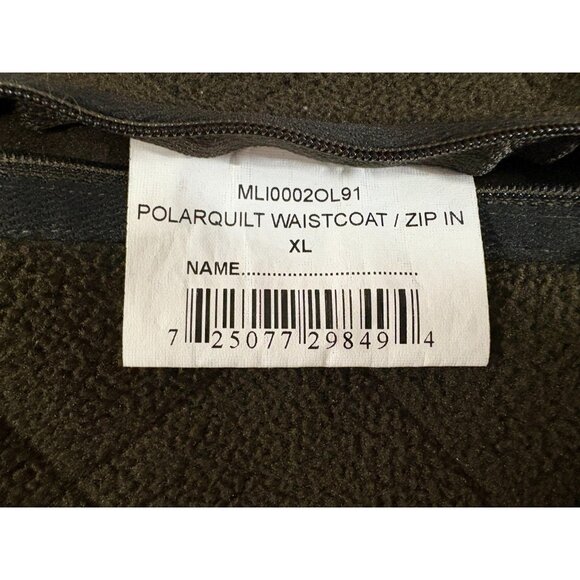 MLI0002OL91
POLARQUILT WAISTCOAT / ZIP IN
XL
NAME..................................
7 25077 29849 4